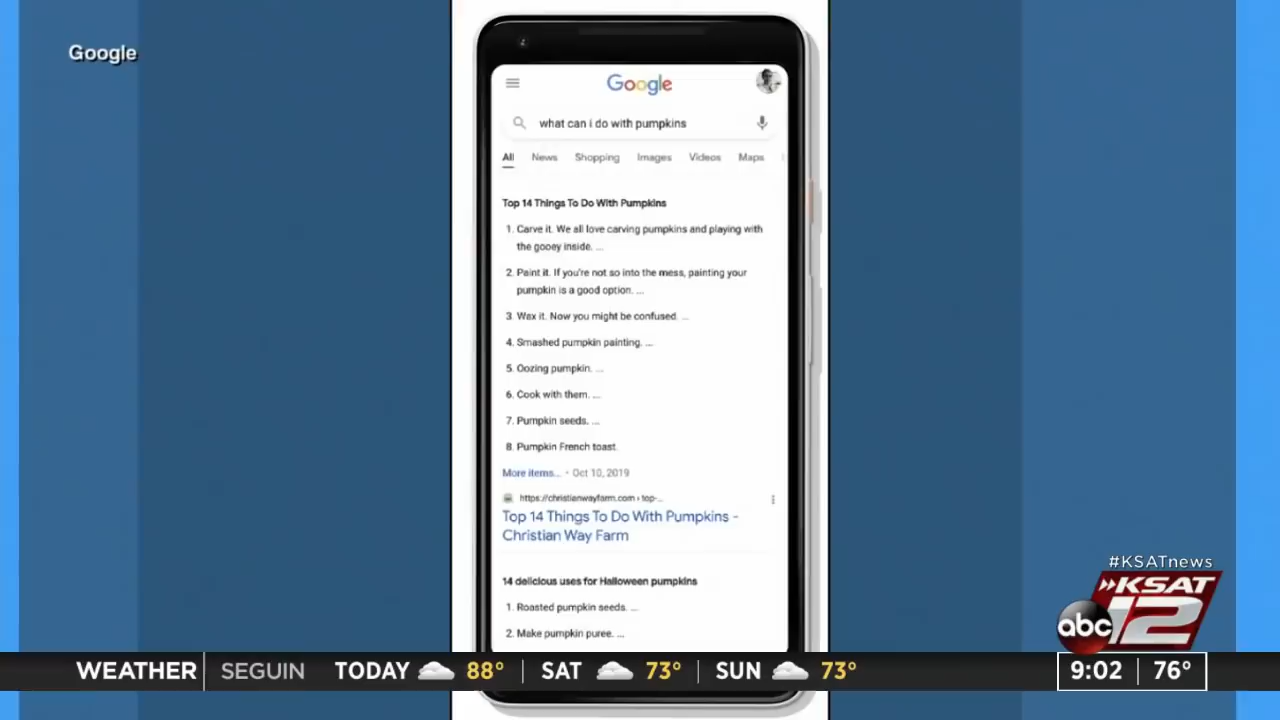 Google
Google
what can i do with pumpkins
All News Shopping Images Videos Maps
Top 14 Things To Do With Pumpkins
1. Carve it. We all love carving pumpkins and playing with
the gooey inside. ...
2. Paint it. If you're not so into the mess, painting your
pumpkin is a good option. ...
3. Wax it. Now you might be confused. ...
4. Smashed pumpkin painting. ...
5. Oozing pumpkin. ...
6. Cook with them. ...
7. Pumpkin seeds. ...
8. Pumpkin French toast.
More items... • Oct 10, 2019
https://christianwayfarm.com › top-...
Top 14 Things To Do With Pumpkins -
Christian Way Farm
14 delicious uses for Halloween pumpkins
1. Roasted pumpkin seeds. ...
2. Make pumpkin puree. ...
#KSATnews
KSAT
abc 12
WEATHER SEGUIN TODAY 88° SAT 73° SUN 73° 9:02 76°